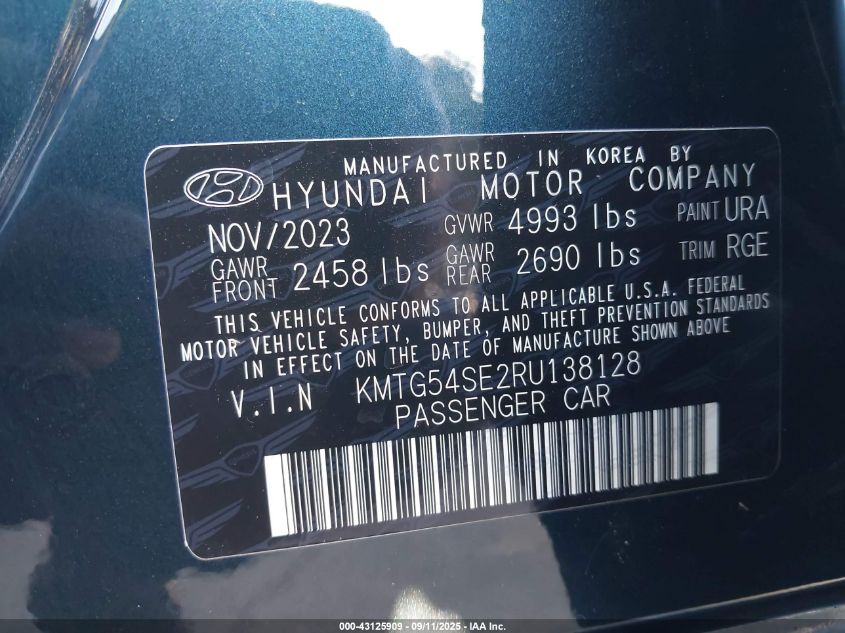 MANUFACTURED IN KOREA BY
HYUNDAI MOTOR COMPANY
NOV/2023 GVWR 4993 lbs PAINT URA
GAWR FRONT 2458 lbs GAWR REAR 2690 lbs TRIM RGE
THIS VEHICLE CONFORMS TO ALL APPLICABLE U.S.A. FEDERAL
MOTOR VEHICLE SAFETY, BUMPER, AND THEFT PREVENTION STANDARDS
IN EFFECT ON THE DATE OF MANUFACTURE SHOWN ABOVE
V.I.N KMTG54SE2RU138128
PASSENGER CAR
000-43125909 - 09/11/2025 - IAA Inc.